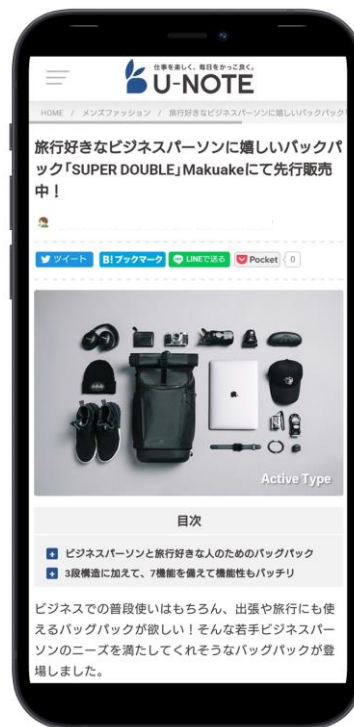 仕事を楽しく、毎日をかっこ良く。
U-NOTE
HOME / メンズファッション / 旅行好きなビジネスパーソンに嬉しいバックパック「
旅行好きなビジネスパーソンに嬉しいバックパ
ック「SUPER DOUBLE」Makuakeにて先行販売
中！
ツイート B!ブックマーク LINEで送る Pocket 0
Active Type
目次
ビジネスパーソンと旅行好きな人のためのバッグパック
3段構造に加えて、7機能を備えて機能性もバッチリ
ビジネスでの普段使いはもちろん、出張や旅行にも使
えるバッグパックが欲しい！そんな若手ビジネスパー
ソンのニーズを満たしてくれそうなバッグパックが登
場しました。